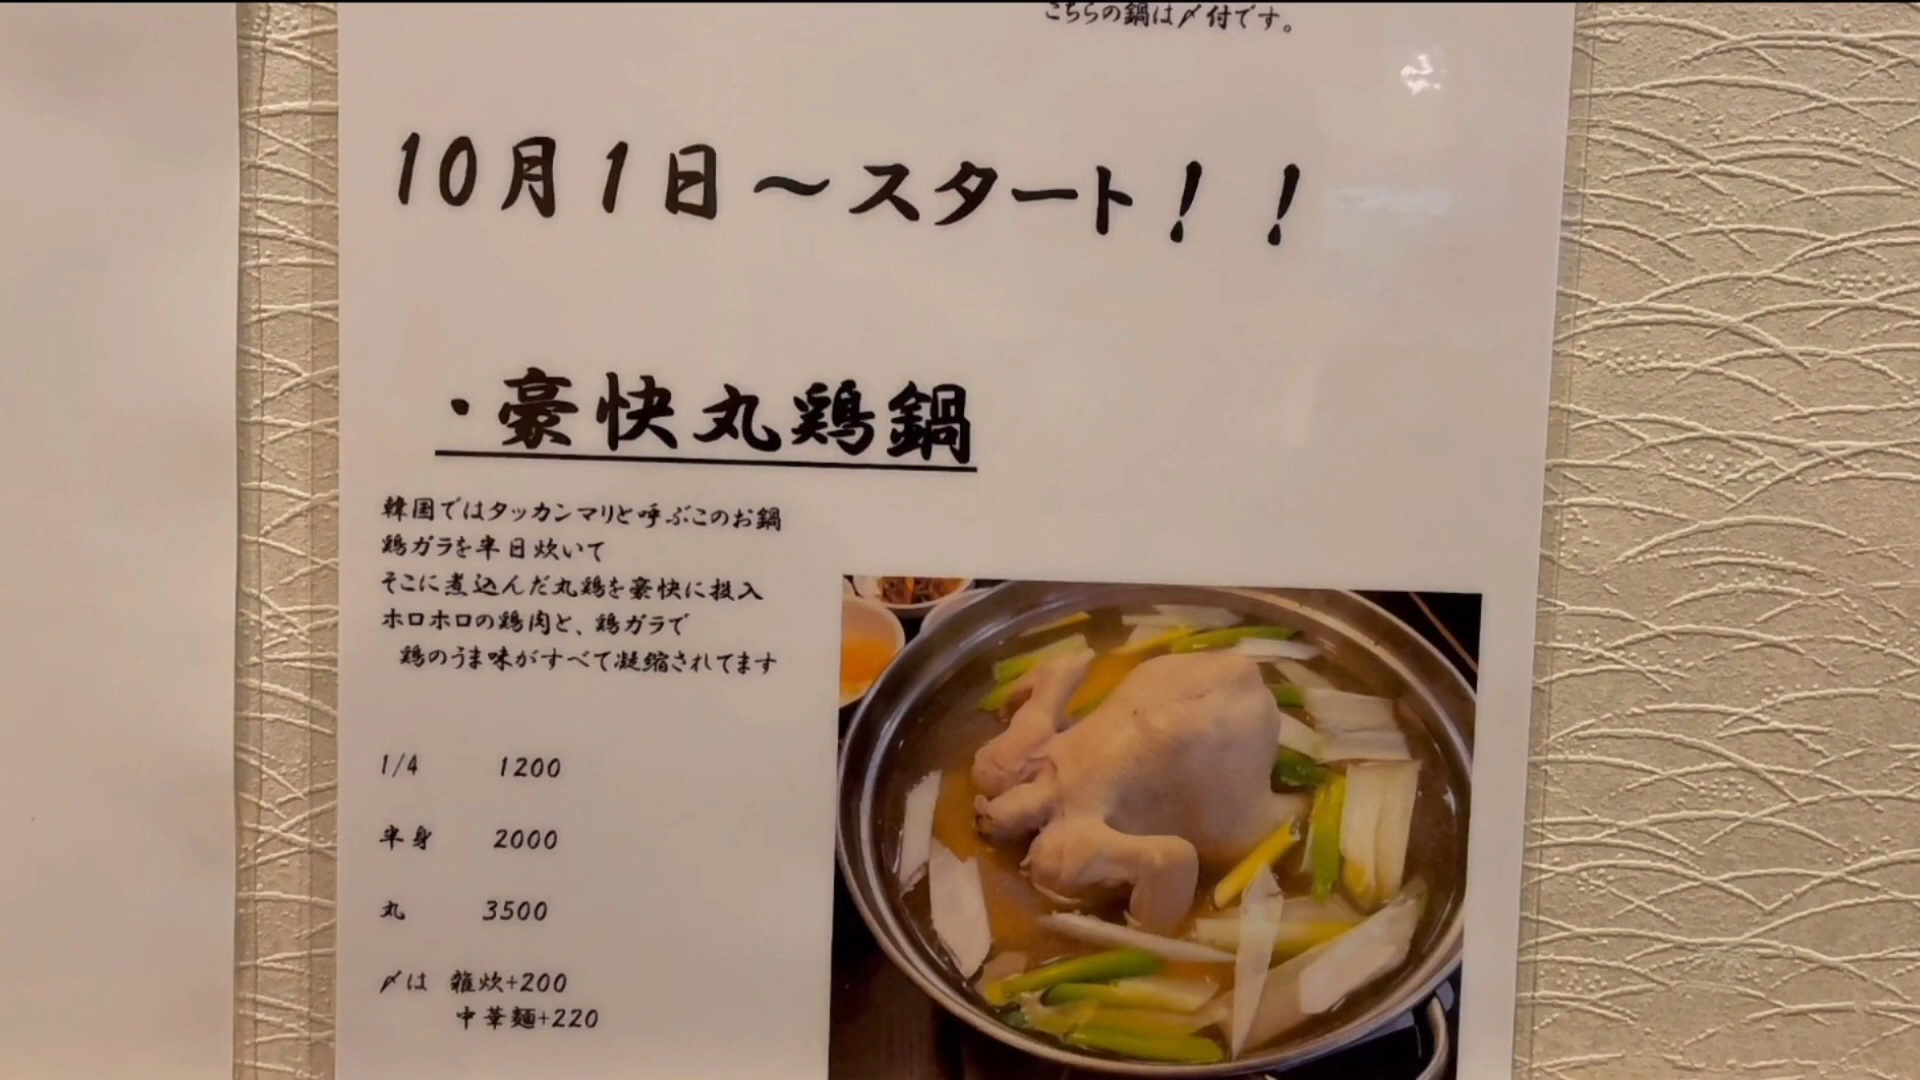 こちらの鍋は〆付です。
10月1日～スタート！！
・豪快丸鶏鍋
韓国ではタッカンマリと呼ぶこのお鍋
鶏ガラを半日炊いて
そこに煮込んだ丸鶏を豪快に投入
ホロホロの鶏肉と、鶏ガラで
鶏のうま味がすべて凝縮されてます
1/4 1200
半身 2000
丸 3500
〆は 雑炊+200
中華麺+220